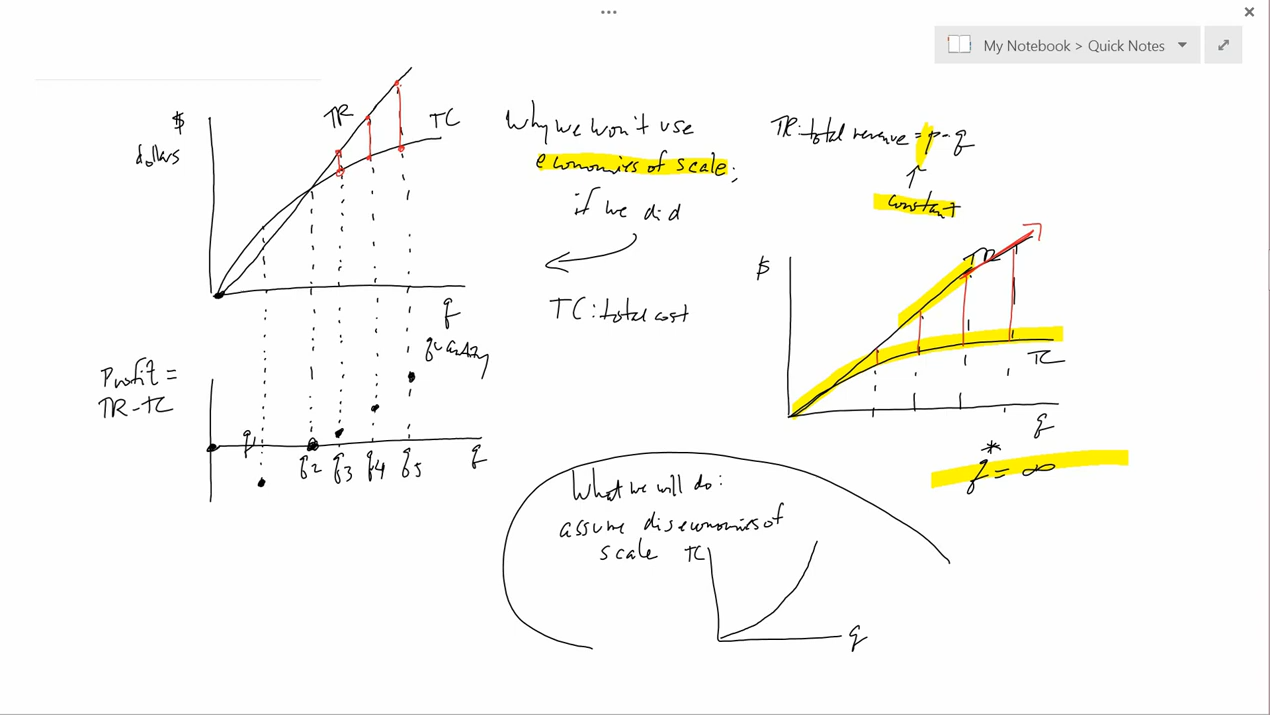 My Notebook > Quick Notes
$
dollars
TR
TC
q
quantity
Profit =
TR - TC
q1
q2
q3
q4
q5
q
Why we won't use
economies of scale;
if we did
TC: total cost
TR: total revenue = p · q
constant
$
TR
TC
q
q* = ∞
What we will do:
assume diseconomies of
scale
TC
q